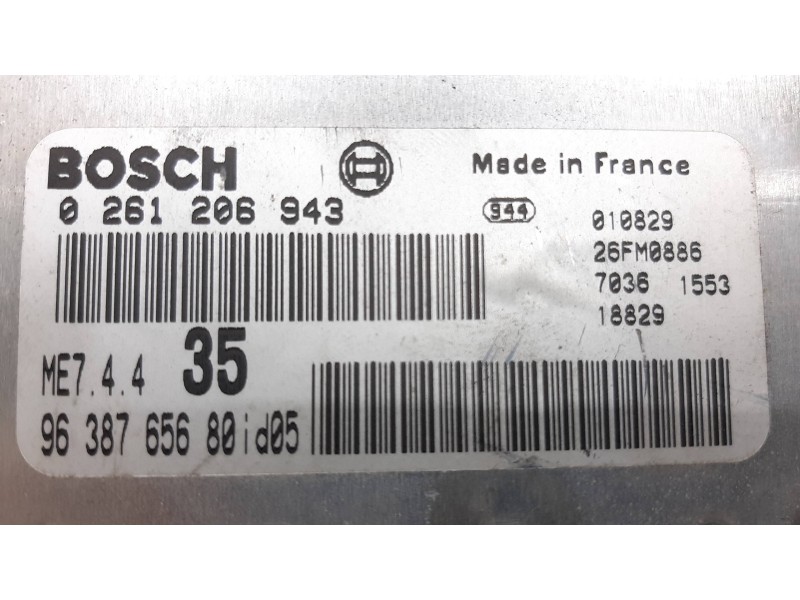 BOSCH
Made in France
0 261 206 943
944
010829
26FM0886
7036 1553
18829
ME7.4.4 35
96 387 656 80id05